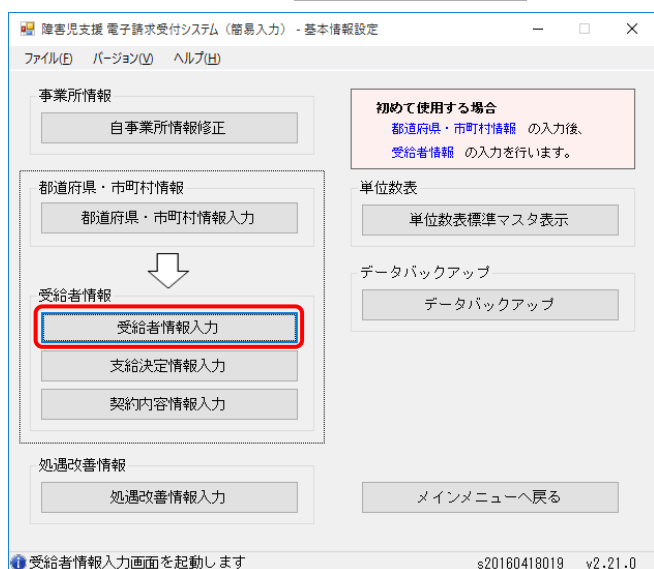 障害児支援 電子請求受付システム（簡易入力） - 基本情報設定
ファイル(F) バージョン(V) ヘルプ(H)
事業所情報
自事業所情報修正
初めて使用する場合
都道府県・市町村情報 の入力後、
受給者情報 の入力を行います。
都道府県・市町村情報
都道府県・市町村情報入力
単位数表
単位数表標準マスタ表示
受給者情報
受給者情報入力
支給決定情報入力
契約内容情報入力
データバックアップ
データバックアップ
処遇改善情報
処遇改善情報入力
メインメニューへ戻る
受給者情報入力画面を起動します
s20160418019 v2.21.0